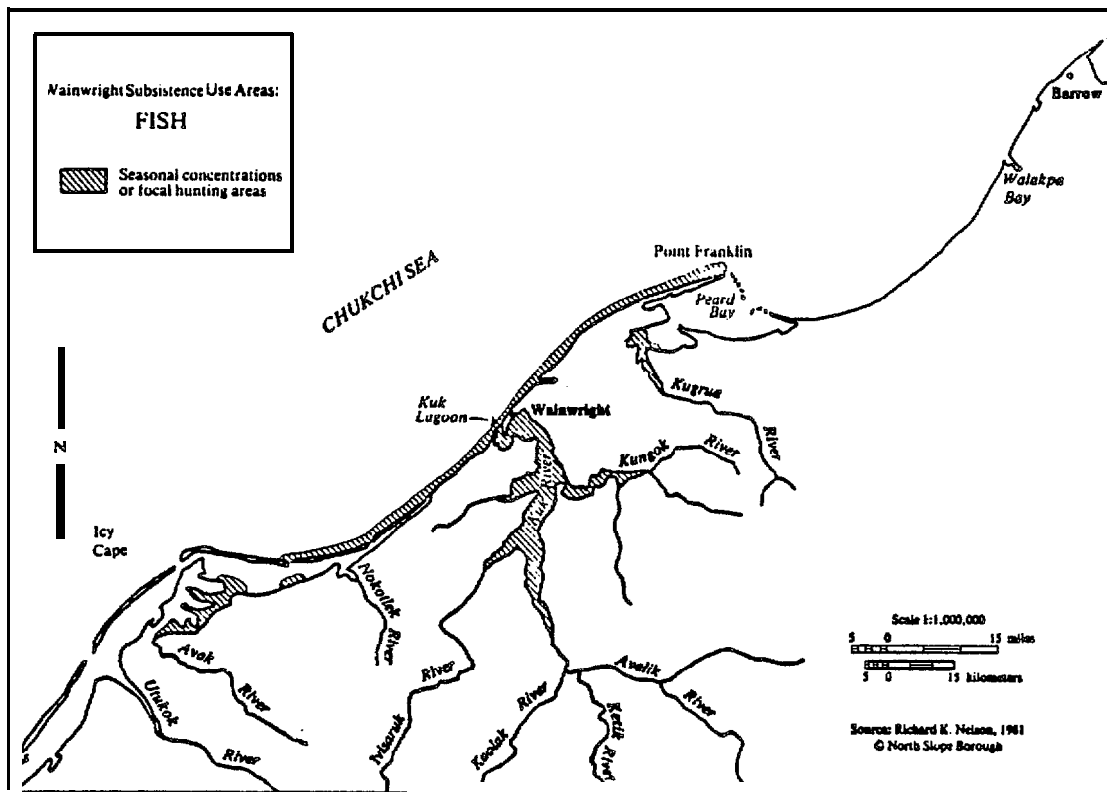 Wainwright Subsistence Use Areas:
FISH
Seasonal concentrations
or focal hunting areas
Barrow
Walakpa
Bay
Point Franklin
CHUKCHI SEA
Peard
Bay
Kuk
Lagoon
Wainwright
Kugrua
River
Kungok River
Kuk River
N
Icy
Cape
Nokotlek
River
Avak
River
Utukok
River
Ivisaruk
River
Kaolak
River
Avalik
River
Ketik River
Scale 1:1,000,000
5 0 15 miles
5 0 15 kilometers
Source: Richard K. Nelson, 1981
© North Slope Borough